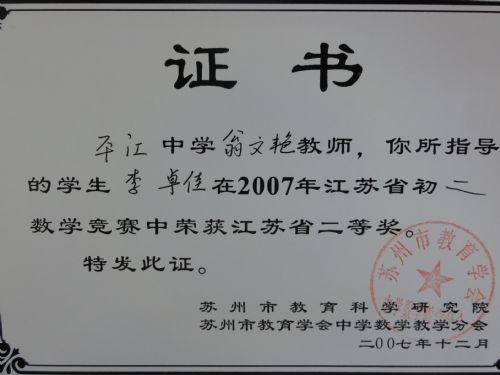 证书
平江中学翁文艳教师，你所指导
的学生李卓佳在2007年江苏省初二
数学竞赛中荣获江苏省二等奖。
特发此证。
苏州市教育科学研究院
苏州市教育学会中学数学教学分会
二00七年十二月
苏州市教育学会